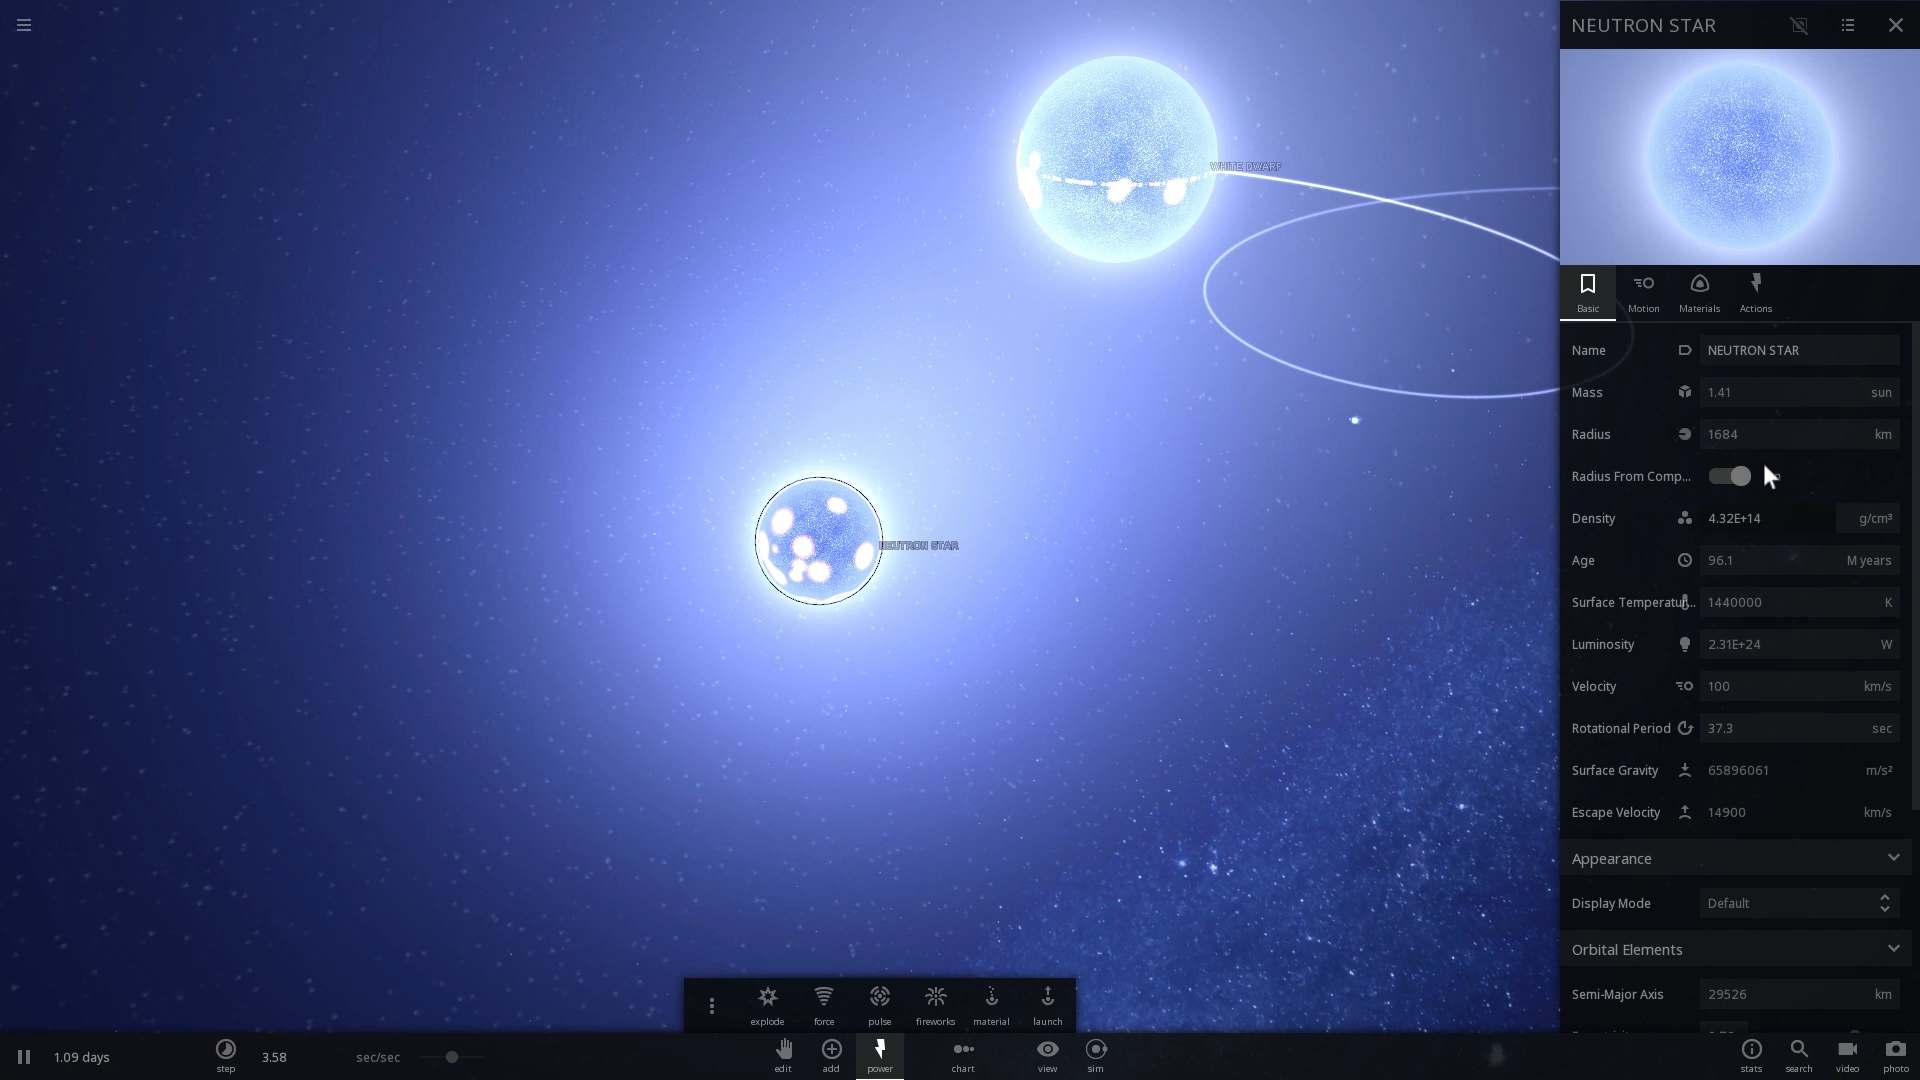 NEUTRON STAR
WHITE DWARF
NEUTRON STAR
Basic
Motion
Materials
Actions
Name NEUTRON STAR
Mass 1.41 sun
Radius 1684 km
Radius From Comp...
Density 4.32E+14 g/cm³
Age 96.1 M years
Surface Temperatur... 1440000 K
Luminosity 2.31E+24 W
Velocity 100 km/s
Rotational Period 37.3 sec
Surface Gravity 65896061 m/s²
Escape Velocity 14900 km/s
Appearance
Display Mode Default
Orbital Elements
Semi-Major Axis 29526 km
explode force pulse fireworks material launch
1.09 days step 3.58 sec/sec edit add power chart view sim stats search video photo